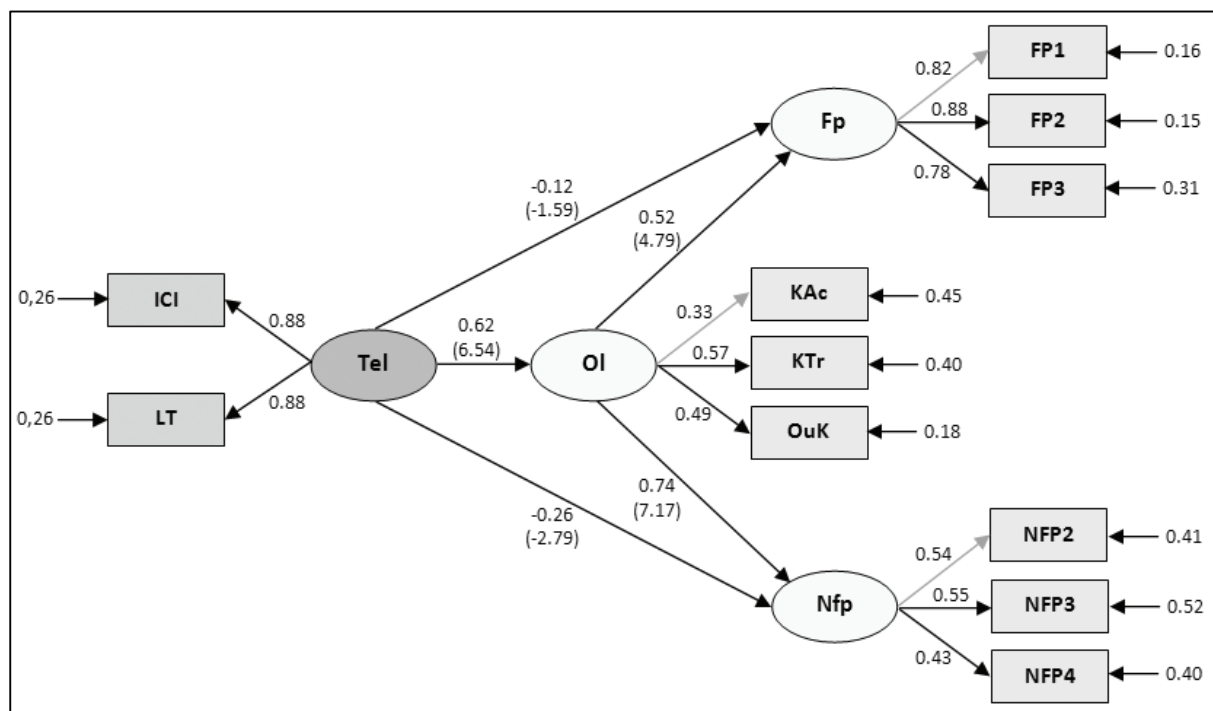 FP1
0.16
0.82
Fp
0.88
FP2
0.15
0.78
FP3
0.31
-0.12
(-1.59)
0.52
(4.79)
0,26
ICI
0.88
KAc
0.45
0.33
Tel
0.62
(6.54)
Ol
0.57
KTr
0.40
0,26
LT
0.88
0.49
OuK
0.18
0.74
(7.17)
-0.26
(-2.79)
NFP2
0.41
0.54
Nfp
0.55
NFP3
0.52
0.43
NFP4
0.40